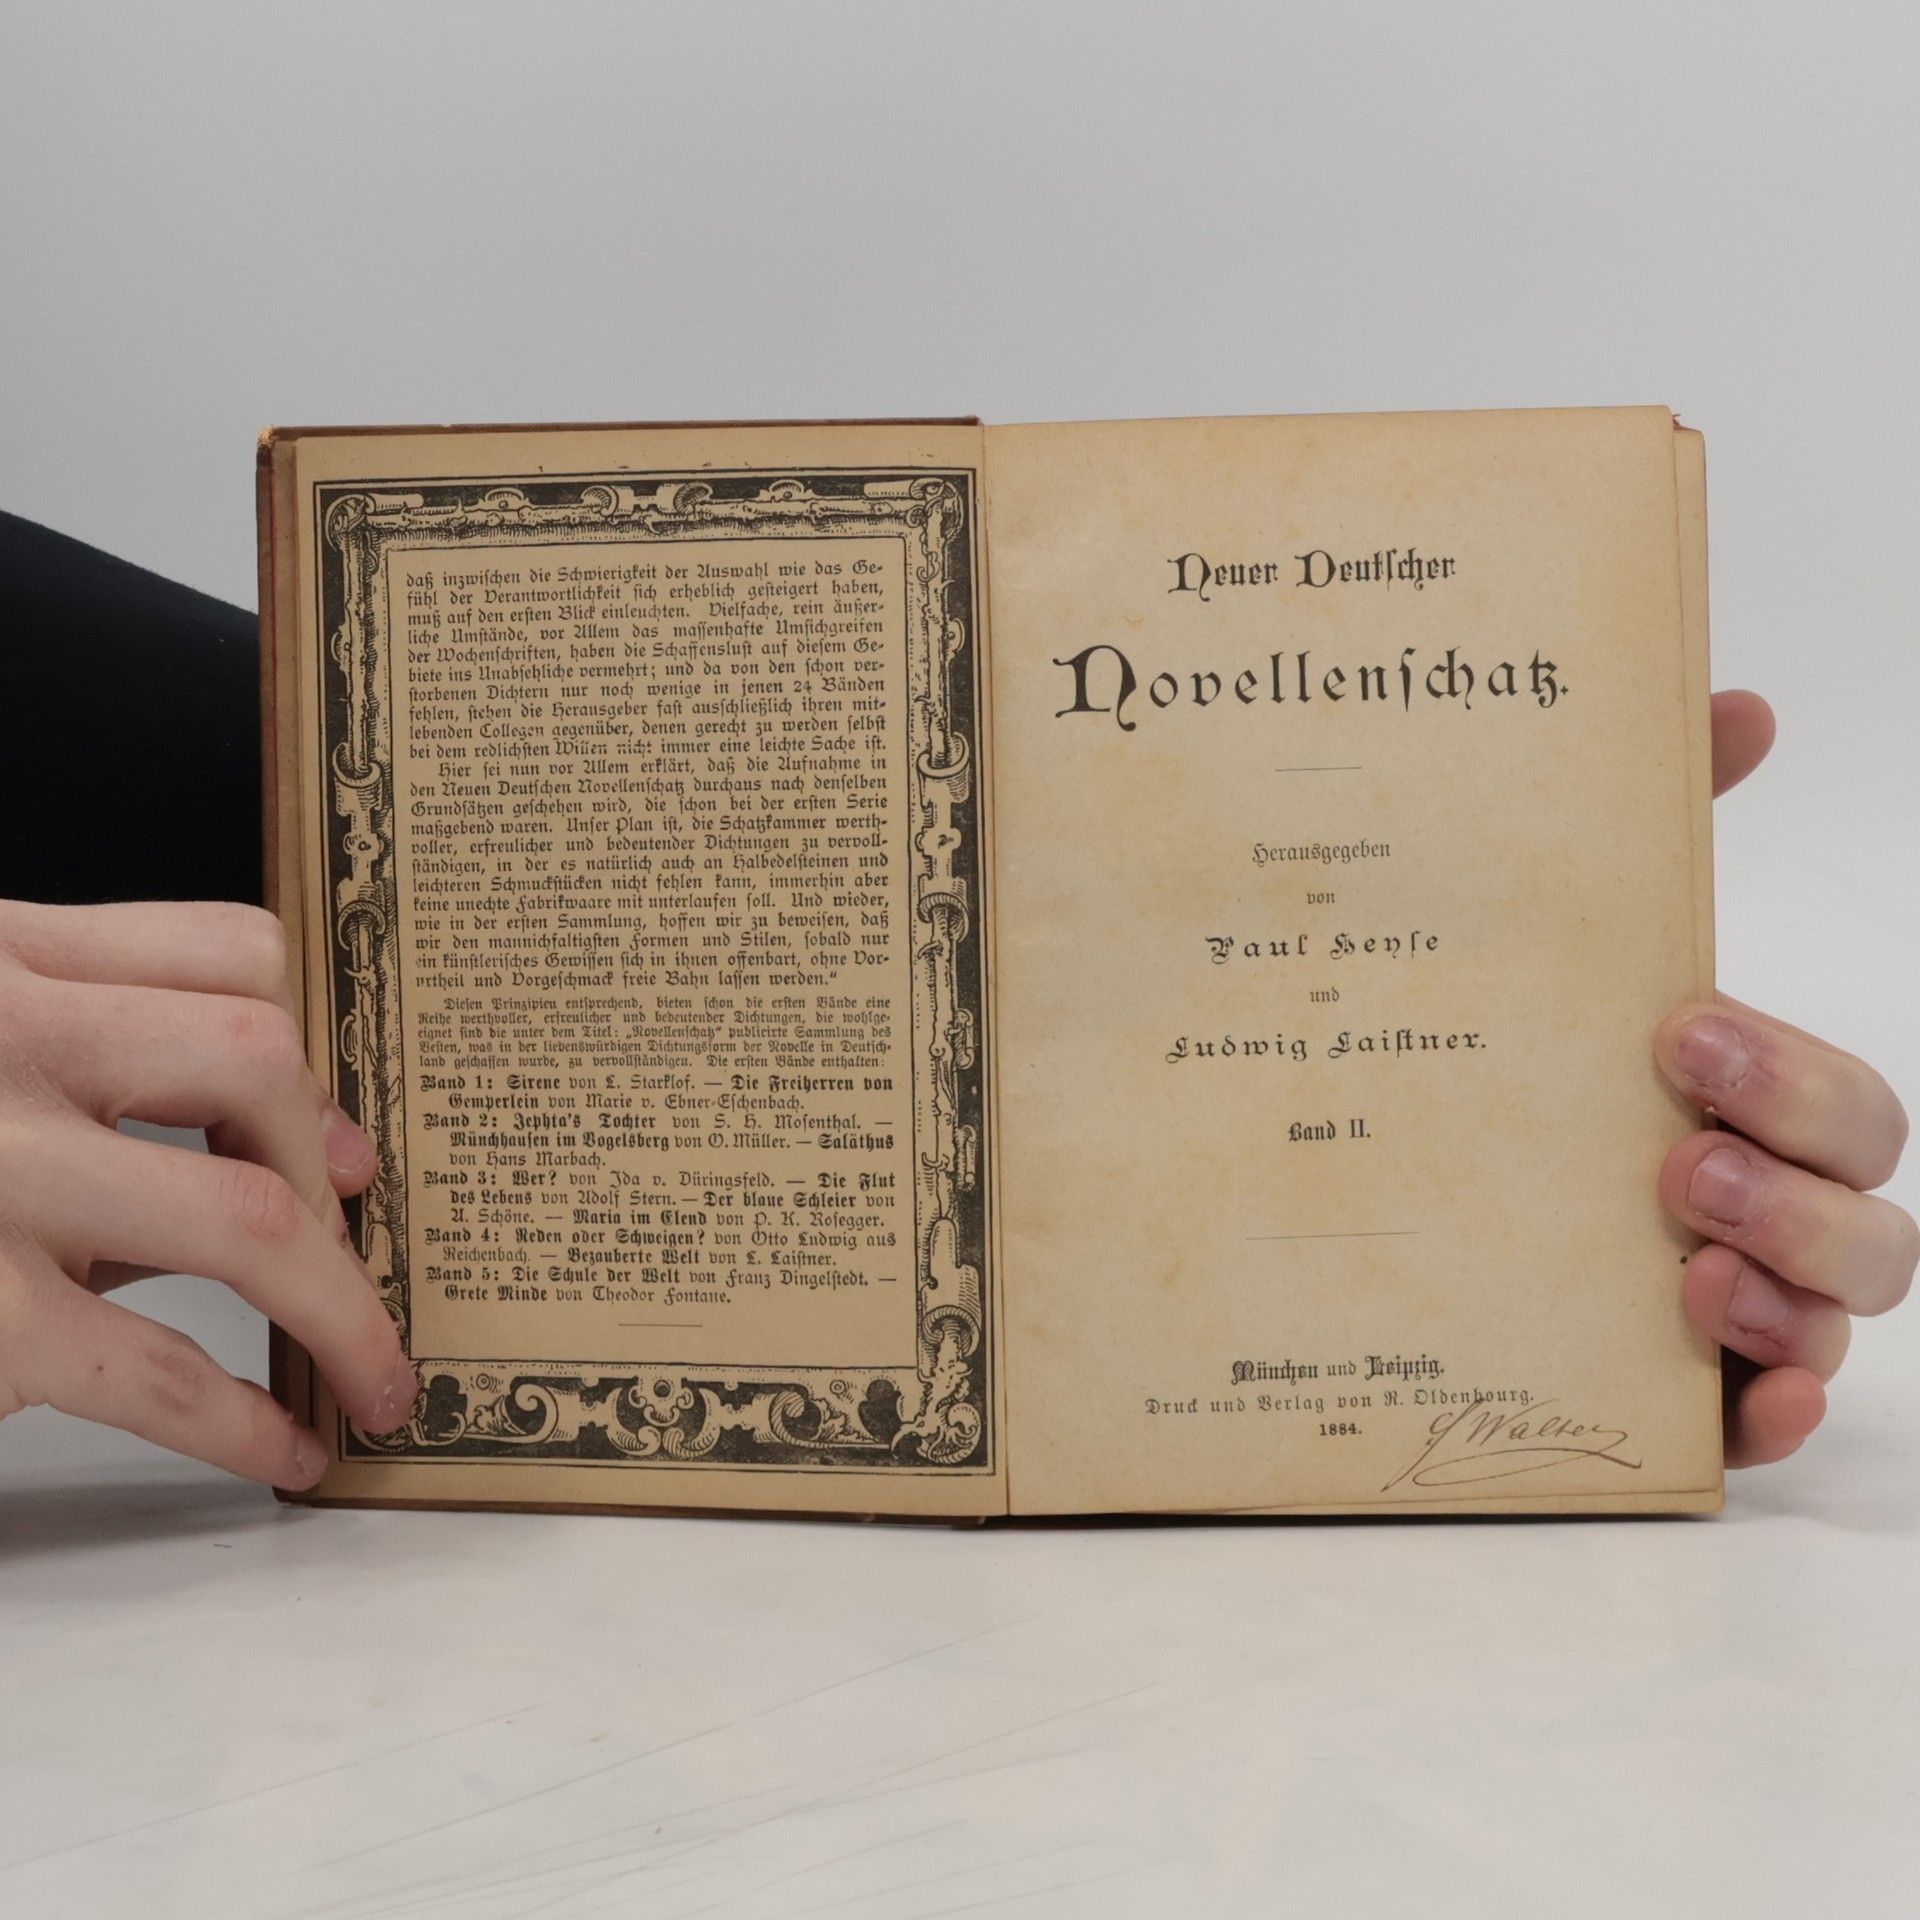 daß inzwiſchen die Schwierigkeit der Auswahl wie das Ge-
fühl der Verantwortlichkeit ſich erheblich geſteigert haben,
muß auf den erſten Blick einleuchten. Vielfache, rein äußer-
liche Umſtände, vor Allem das maſſenhafte Umſichgreifen
der Wochenſchriften, haben die Schaffensluſt auf dieſem Ge-
biete ins Unabſehliche vermehrt; und da von den ſchon ver-
ſtorbenen Dichtern nur noch wenige in jenen 24 Bänden
fehlen, ſtehen die Herausgeber faſt ausſchließlich ihren mit-
lebenden Collegen gegenüber, denen gerecht zu werden ſelbſt
bei dem redlichſten Willen nicht immer eine leichte Sache iſt.
Hier ſei nun vor Allem erklärt, daß die Aufnahme in
den Neuen Deutſchen Novellenſchatz durchaus nach denſelben
Grundſätzen geſchehen wird, die ſchon bei der erſten Serie
maßgebend waren. Unſer Plan iſt, die Schatzkammer werth-
voller, erfreulicher und bedeutender Dichtungen zu vervoll-
ſtändigen, in der es natürlich auch an Halbedelſteinen und
leichteren Schmuckſtücken nicht fehlen kann, immerhin aber
keine unechte Fabrikwaare mit unterlaufen ſoll. Und wieder,
wie in der erſten Sammlung, hoffen wir zu beweiſen, daß
wir den mannichfaltigſten Formen und Stilen, ſobald nur
ein künſtleriſches Gewiſſen ſich in ihnen offenbart, ohne Vor-
urtheil und Vorgeſchmack freie Bahn laſſen werden.“
Dieſen Prinzipien entſprechend, bieten ſchon die erſten Bände eine
Reihe werthvoller, erfreulicher und bedeutender Dichtungen, die wohlge-
eignet ſind die unter dem Titel: „Novellenſchatz“ publicirte Sammlung des
Beſten, was in der liebenswürdigen Dichtungsform der Novelle in Deutſch-
land geſchaffen wurde, zu vervollſtändigen. Die erſten Bände enthalten:
Band 1: Sirene von L. Starklof. — Die Freiherren von
Gemperlein von Marie v. Ebner-Eſchenbach.
Band 2: Jephta's Tochter von S. H. Moſenthal. —
Münchhauſen im Vogelsberg von O. Müller. — Saläthus
von Hans Marbach.
Band 3: Wer? von Ida v. Düringsfeld. — Die Flut
des Lebens von Adolf Stern. — Der blaue Schleier von
A. Schöne. — Maria im Elend von P. K. Roſegger.
Band 4: Reden oder Schweigen? von Otto Ludwig aus
Reichenbach. — Bezauberte Welt von L. Laiſtner.
Band 5: Die Schule der Welt von Franz Dingelſtedt. —
Grete Minde von Theodor Fontane.
Neuer Deutſcher
Novellenſchatz.
Herausgegeben
von
Paul Heyſe
und
Ludwig Laiſtner.
Band II.
München und Leipzig.
Druck und Verlag von R. Oldenbourg.
1884.
Walser